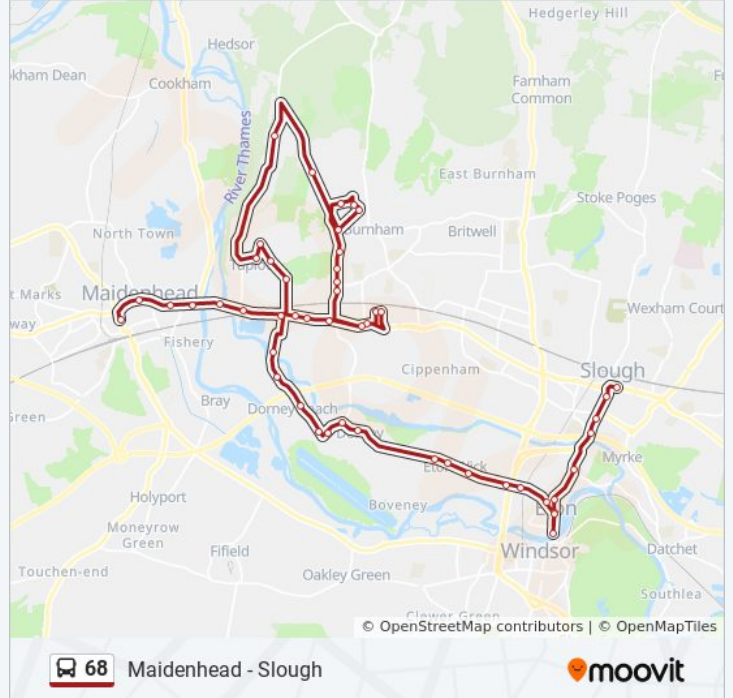 Hedgerley Hill
Hedsor
kham Dean
Cookham
Farnham
Common
River Thames
East Burnham
Stoke Poges
North Town
Burnham
Britwell
Taplow
t Marks
Maidenhead
Wexham Court
way
Fishery
Cippenham
Slough
Bray
Dorney Reach
Green
Dorney
Myrke
Eton Wick
Holyport
Boveney
Eton
Moneyrow
Green
Fifield
Windsor
Datchet
Touchen-end
Oakley Green
Southlea
Clewer Green
© OpenStreetMap contributors | © OpenMapTiles
68 Maidenhead - Slough
moovit